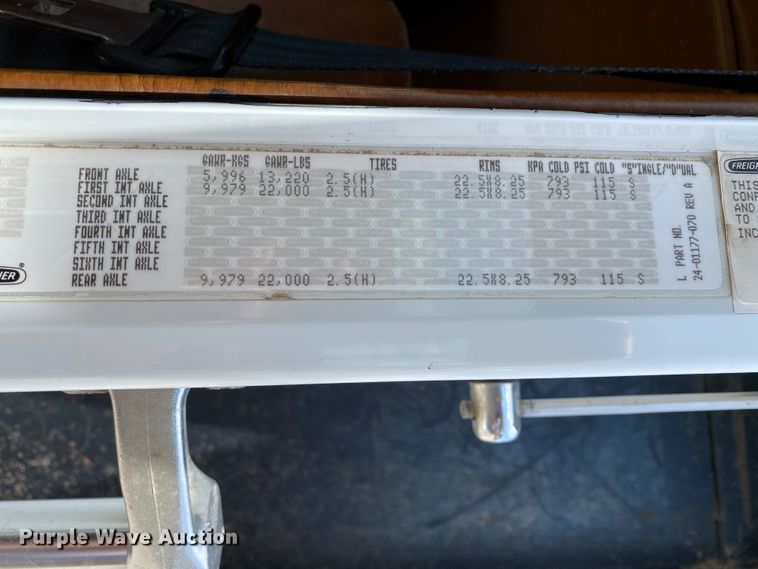 GAWR-KGS GAWR-LBS TIRES RIMS KPA COLD PSI COLD "S"INGLE/"D"UAL
FRONT AXLE 5,996 13,220 2.5(H) 22.5X8.25 793 115 S
FIRST INT AXLE 9,979 22,000 2.5(H) 22.5X8.25 793 115 S
SECOND INT AXLE
THIRD INT AXLE
FOURTH INT AXLE
FIFTH INT AXLE
SIXTH INT AXLE
REAR AXLE 9,979 22,000 2.5(H) 22.5X8.25 793 115 S
L PART NO.
24-01177-070 REV A
FREIG
THIS
CONF
AND
TO
INC
NER®
Purple Wave Auction